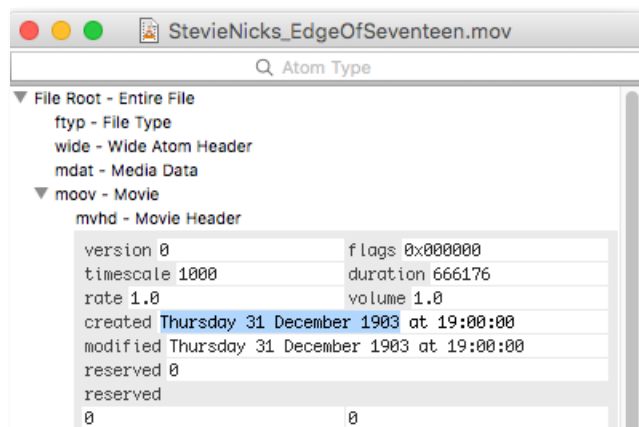 StevieNicks_EdgeOfSeventeen.mov
Atom Type
File Root - Entire File
ftyp - File Type
wide - Wide Atom Header
mdat - Media Data
moov - Movie
mvhd - Movie Header
version 0 flags 0x000000
timescale 1000 duration 666176
rate 1.0 volume 1.0
created Thursday 31 December 1903 at 19:00:00
modified Thursday 31 December 1903 at 19:00:00
reserved 0
reserved
0 0